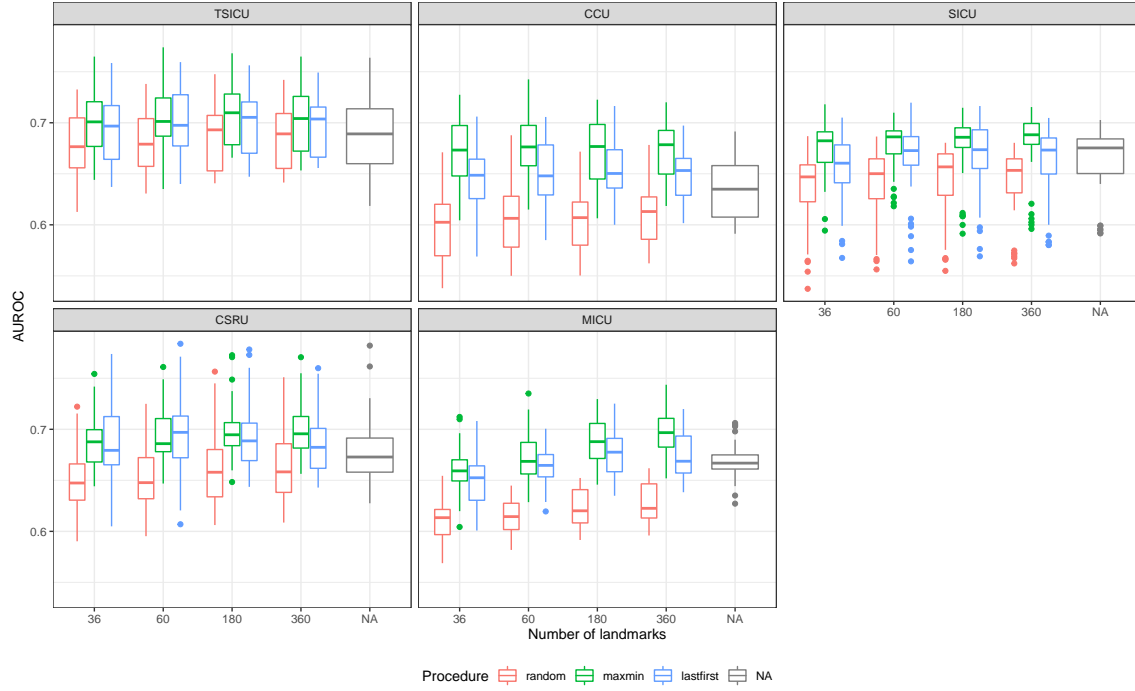 TSICU
CCU
SICU
0.7
0.6
36
60
180
360
NA
AUROC
CSRU
MICU
0.7
0.6
36
60
180
360
NA
36
60
180
360
NA
Number of landmarks
Procedure random maxmin lastfirst NA